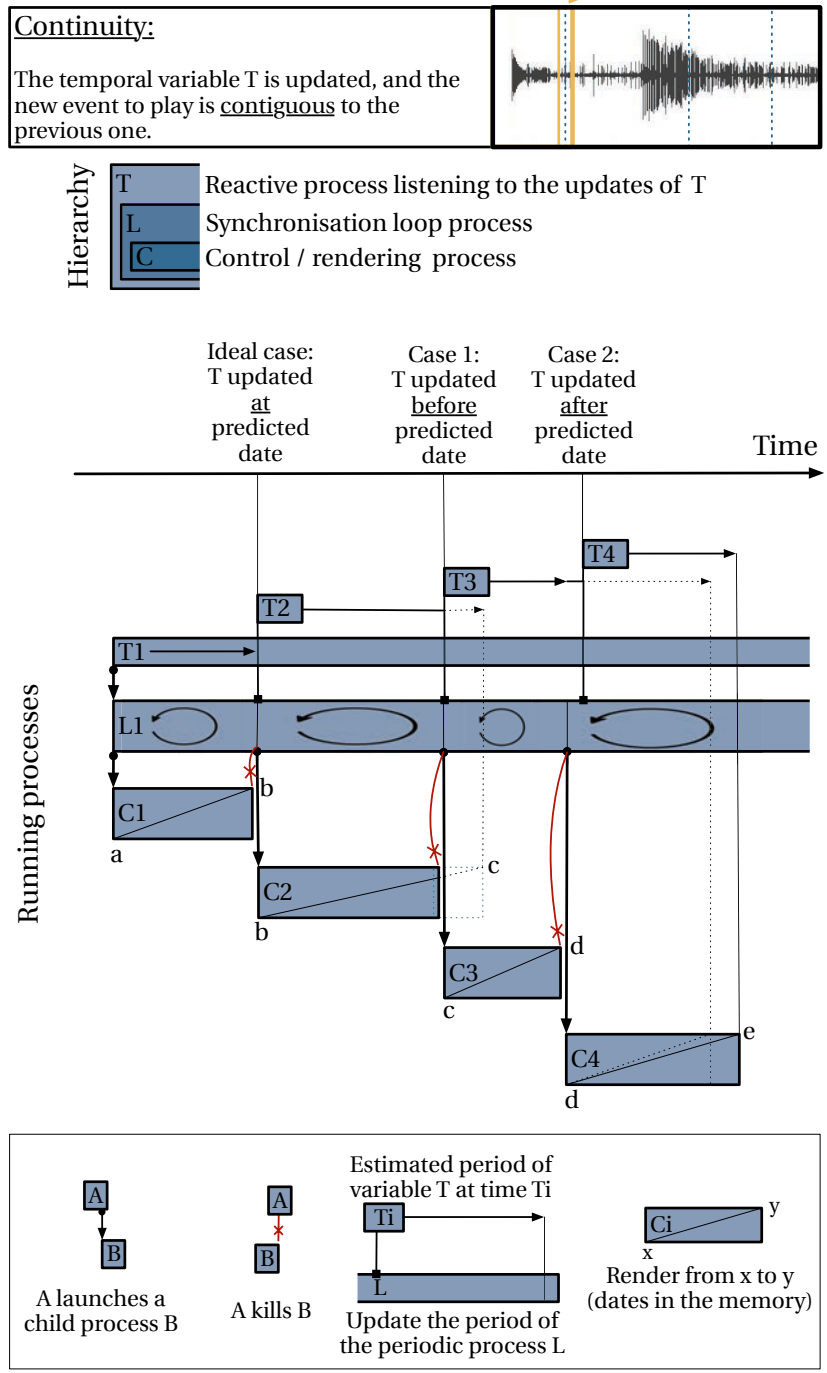 Continuity:
The temporal variable T is updated, and the
new event to play is contiguous to the
previous one.
Hierarchy
T
Reactive process listening to the updates of T
L
Synchronisation loop process
C
Control / rendering process
Ideal case:
T updated
at
predicted
date
Case 1:
T updated
before
predicted
date
Case 2:
T updated
after
predicted
date
Time
T4
T3
T2
T1
Running processes
L1
C1
b
a
C2
c
b
C3
d
c
C4
e
d
A
B
A launches a
child process B
A
B
A kills B
Estimated period of
variable T at time Ti
Ti
L
Update the period of
the periodic process L
Ci
y
x
Render from x to y
(dates in the memory)